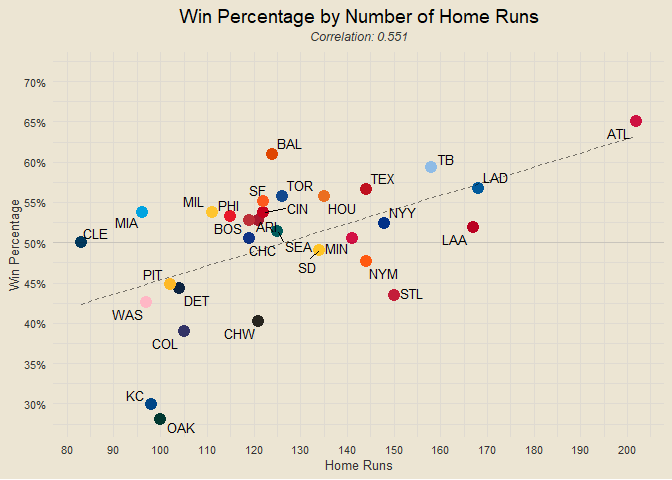 Win Percentage by Number of Home Runs
Correlation: 0.551
70%
65%
60%
55%
50%
45%
40%
35%
30%
Win Percentage
ATL
BAL
TB
TEX
LAD
SF
TOR
MIL
PHI
CIN
HOU
NYY
MIA
BOS
ARI
CLE
LAA
CHC
SEA
MIN
SD
PIT
NYM
DET
STL
WAS
CHW
COL
KC
OAK
80 90 100 110 120 130 140 150 160 170 180 190 200
Home Runs